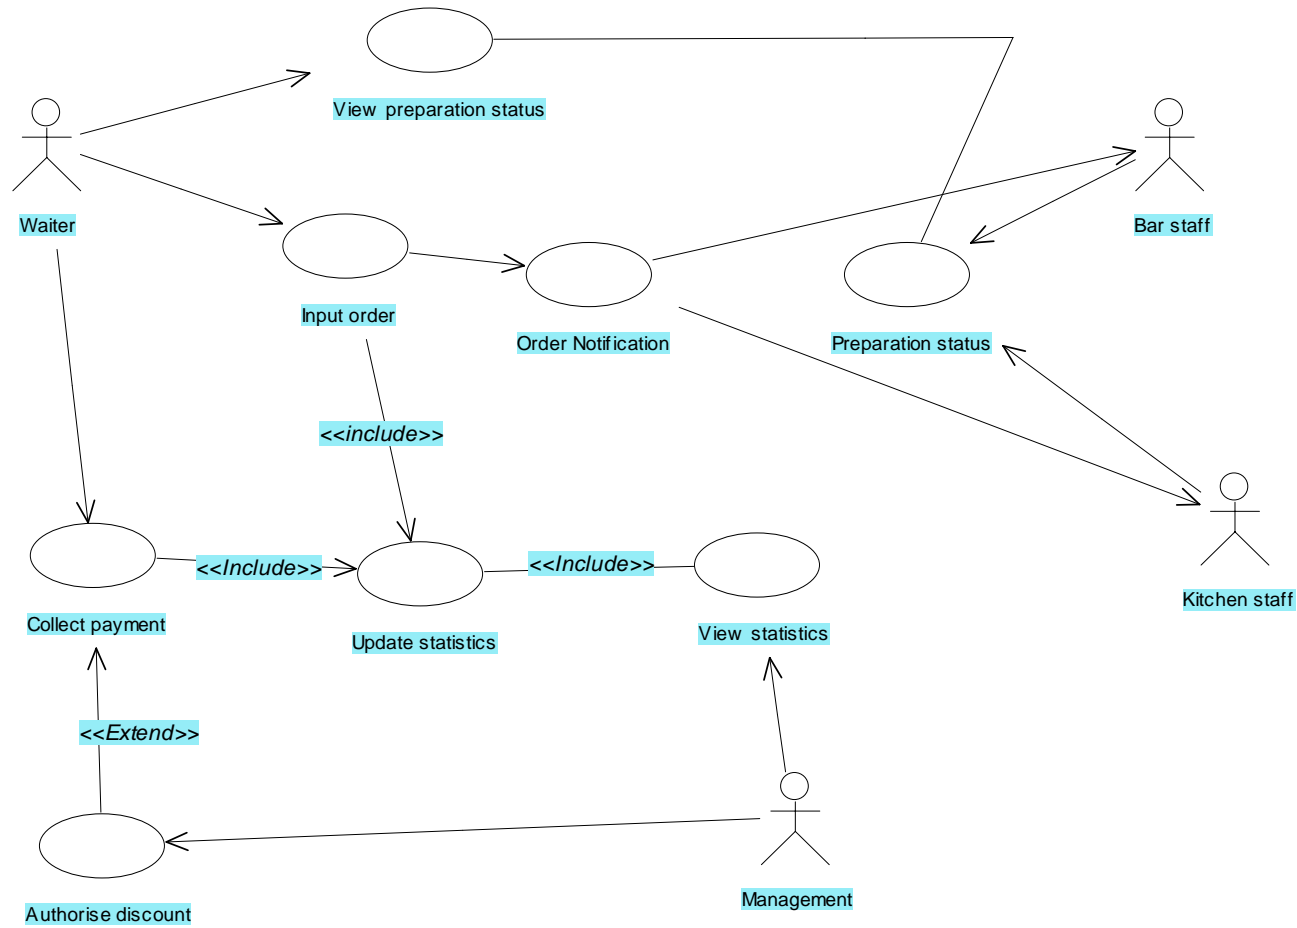 View preparation status
Waiter
Bar staff
Input order
Order Notification
Preparation status
<<include>>
<<Include>>
<<Include>>
Kitchen staff
Collect payment
Update statistics
View statistics
<<Extend>>
Management
Authorise discount